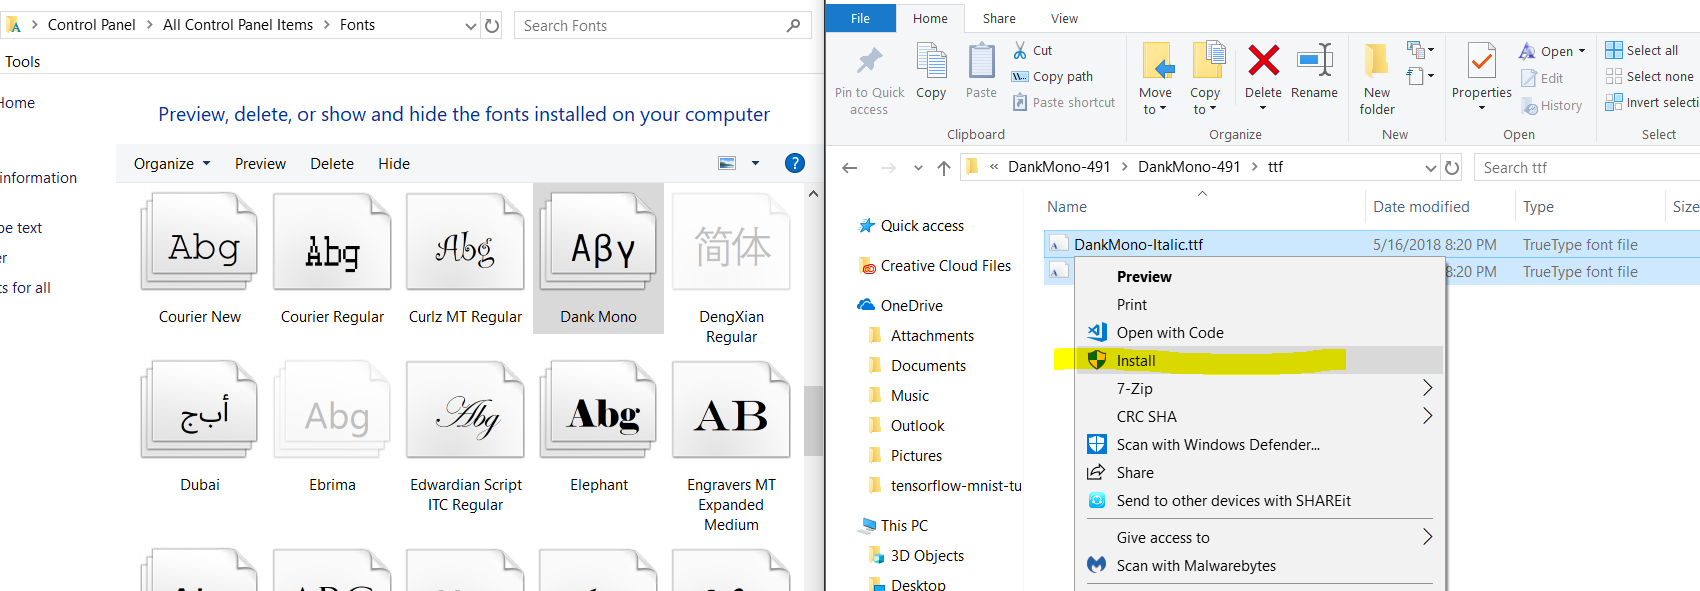 Control Panel > All Control Panel Items > Fonts
Search Fonts
Tools
Home
information
pe text
er
ts for all
Preview, delete, or show and hide the fonts installed on your computer
Organize
Preview
Delete
Hide
?
Abg
Abg
Abg
Αβγ
简体
Courier New
Courier Regular
Curlz MT Regular
Dank Mono
DengXian
Regular
أب ج
Abg
Abg
Abg
AB
Dubai
Ebrima
Edwardian Script
ITC Regular
Elephant
Engravers MT
Expanded
Medium
File
Home
Share
View
Pin to Quick
access
Copy
Paste
Cut
Copy path
Paste shortcut
Clipboard
Move
to
Copy
to
Delete
Rename
Organize
New
folder
New
Properties
Open
Edit
History
Open
Select all
Select none
Invert selecti
Select
« DankMono-491 > DankMono-491 > ttf
Search ttf
Name
Date modified
Type
Size
Quick access
Creative Cloud Files
OneDrive
Attachments
Documents
Music
Outlook
Pictures
tensorflow-mnist-tu
This PC
3D Objects
Desktop
DankMono-Italic.ttf
5/16/2018 8:20 PM
TrueType font file
8:20 PM
TrueType font file
Preview
Print
Open with Code
Install
7-Zip
CRC SHA
Scan with Windows Defender...
Share
Send to other devices with SHAREit
Give access to
Scan with Malwarebytes